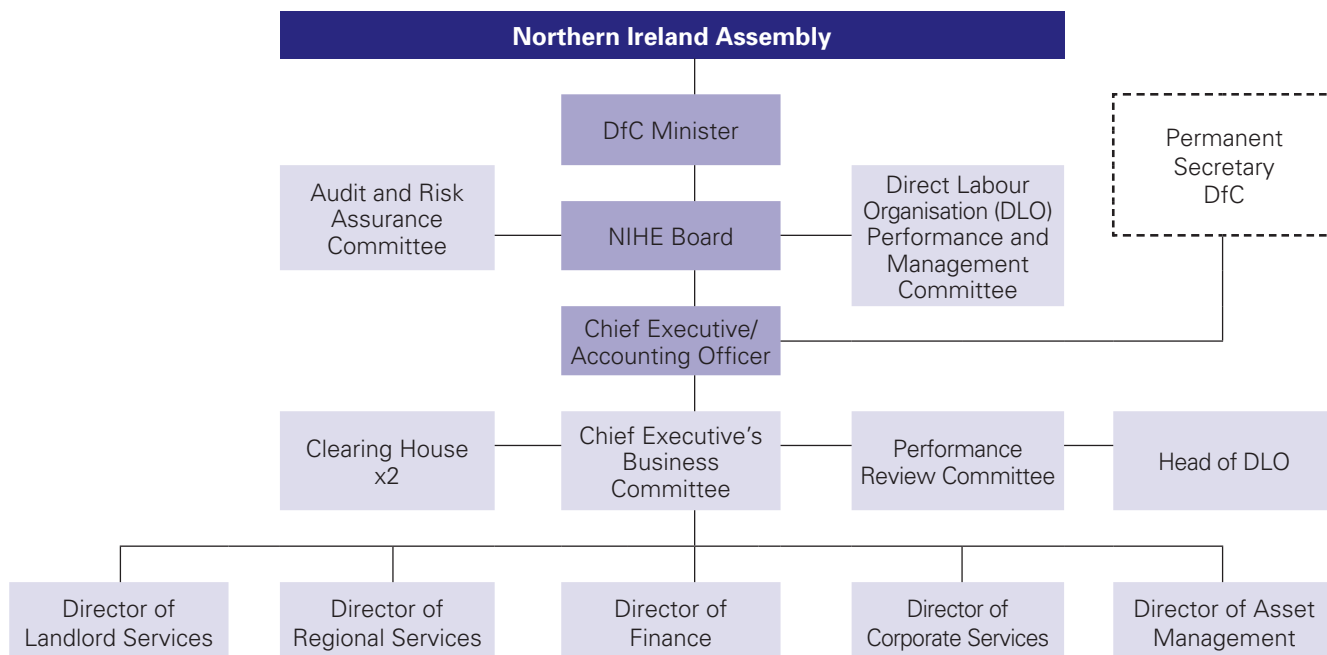 Northern Ireland Assembly
DfC Minister
Permanent
Secretary
DfC
Audit and Risk
Assurance
Committee
NIHE Board
Direct Labour
Organisation (DLO)
Performance and
Management
Committee
Chief Executive/
Accounting Officer
Clearing House
x2
Chief Executive’s
Business
Committee
Performance
Review Committee
Head of DLO
Director of
Landlord Services
Director of
Regional Services
Director of
Finance
Director of
Corporate Services
Director of Asset
Management